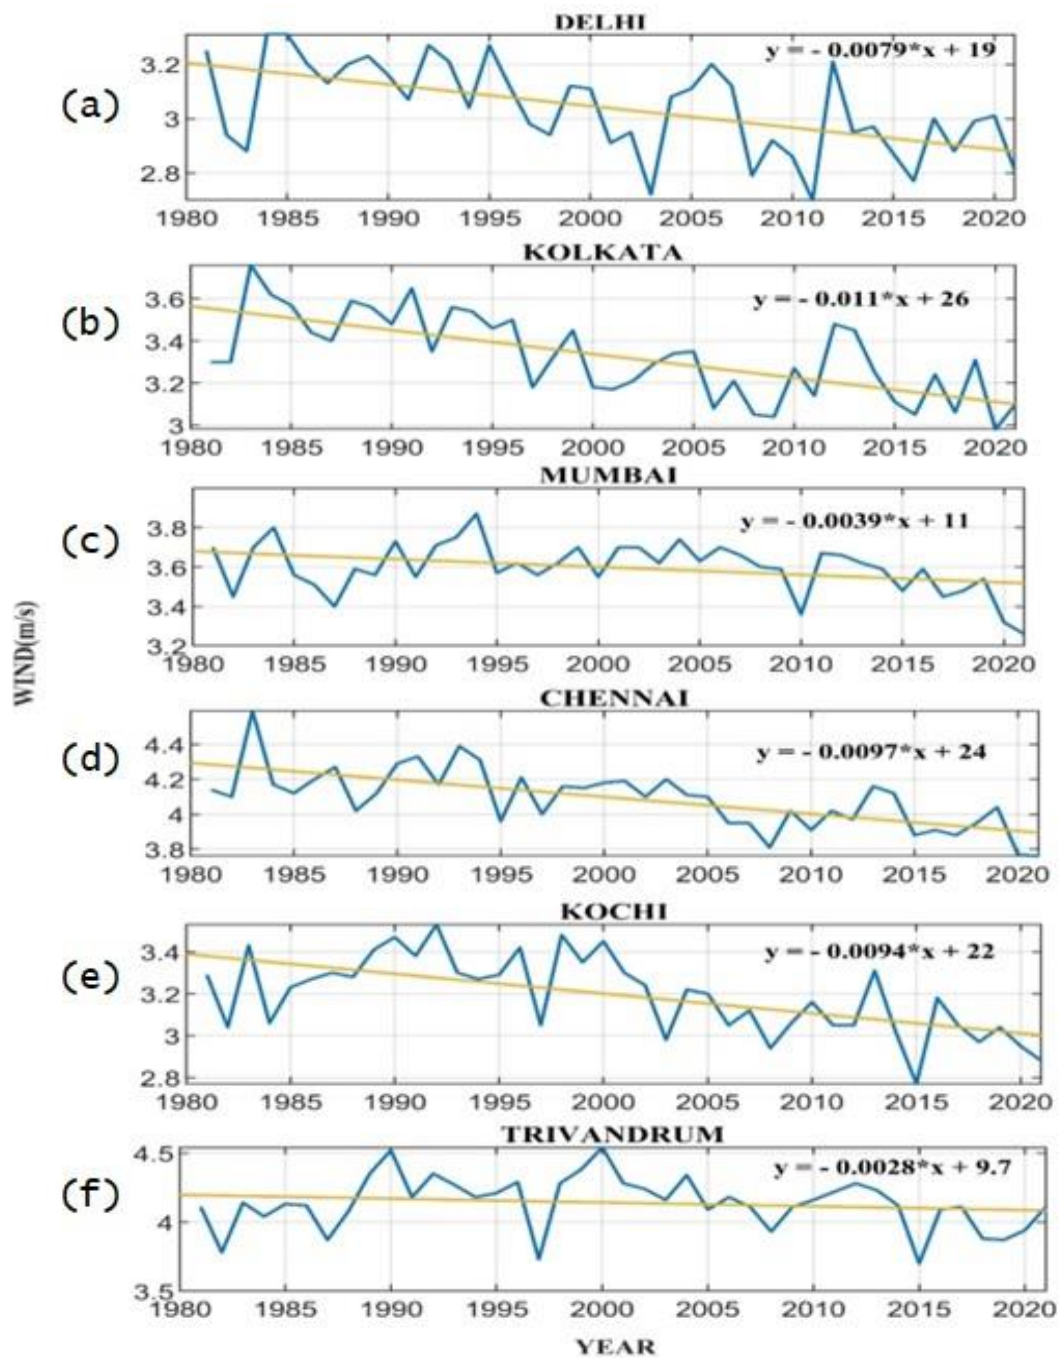 DELHI
y = - 0.0079*x + 19
(a)
3.2
3
2.8
1980 1985 1990 1995 2000 2005 2010 2015 2020
KOLKATA
y = - 0.011*x + 26
(b)
3.6
3.4
3.2
3
1980 1985 1990 1995 2000 2005 2010 2015 2020
MUMBAI
y = - 0.0039*x + 11
(c)
3.8
3.6
3.4
3.2
1980 1985 1990 1995 2000 2005 2010 2015 2020
WIND(m/s)
CHENNAI
y = - 0.0097*x + 24
(d)
4.4
4.2
4
3.8
1980 1985 1990 1995 2000 2005 2010 2015 2020
KOCHI
y = - 0.0094*x + 22
(e)
3.4
3.2
3
2.8
1980 1985 1990 1995 2000 2005 2010 2015 2020
TRIVANDRUM
y = - 0.0028*x + 9.7
(f)
4.5
4
3.5
1980 1985 1990 1995 2000 2005 2010 2015 2020
YEAR